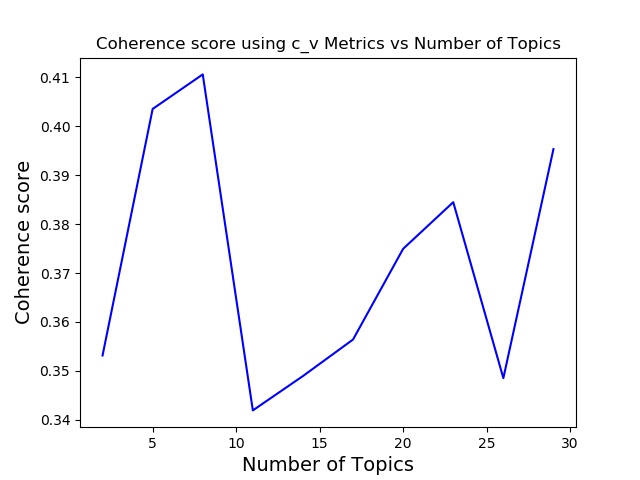 Coherence score using c_v Metrics vs Number of Topics
0.41
0.40
0.39
0.38
0.37
0.36
0.35
0.34
Coherence score
5 10 15 20 25 30
Number of Topics